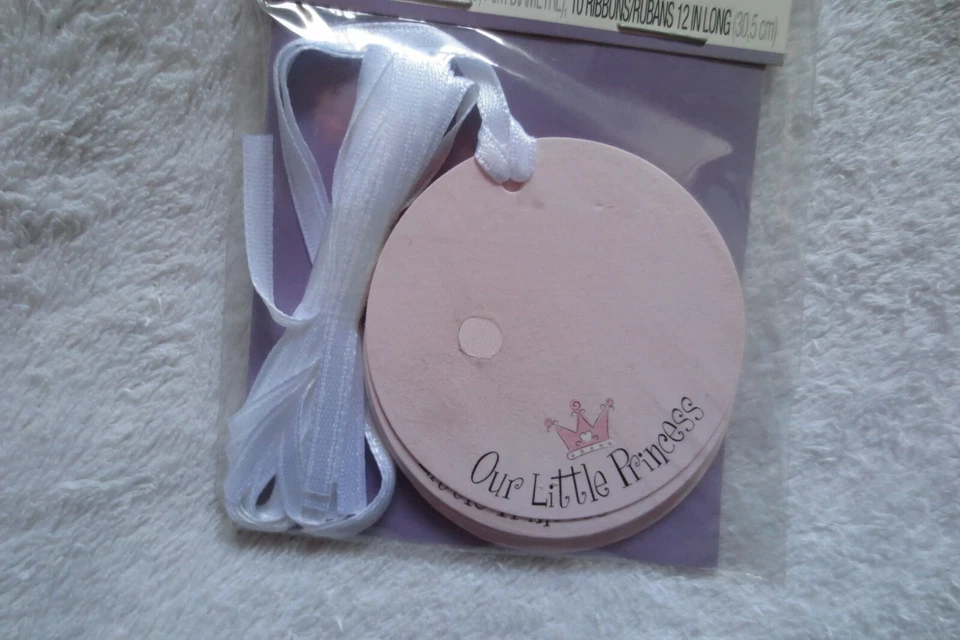 10 RIBBONS/RUBANS 12 IN LONG (30,5 cm)
Our Little Princess